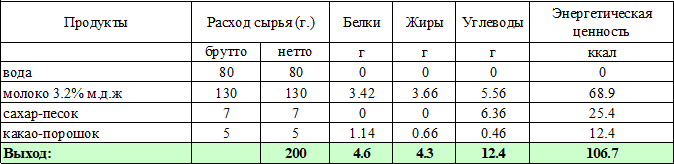 Продукты Расход сырья (г.) Белки Жиры Углеводы Энергетическая ценность
брутто нетто г г г ккал
вода 80 80 0 0 0 0
молоко 3.2% м.д.ж 130 130 3.42 3.66 5.56 68.9
сахар-песок 7 7 0 0 6.36 25.4
какао-порошок 5 5 1.14 0.66 0.46 12.4
Выход: 200 4.6 4.3 12.4 106.7